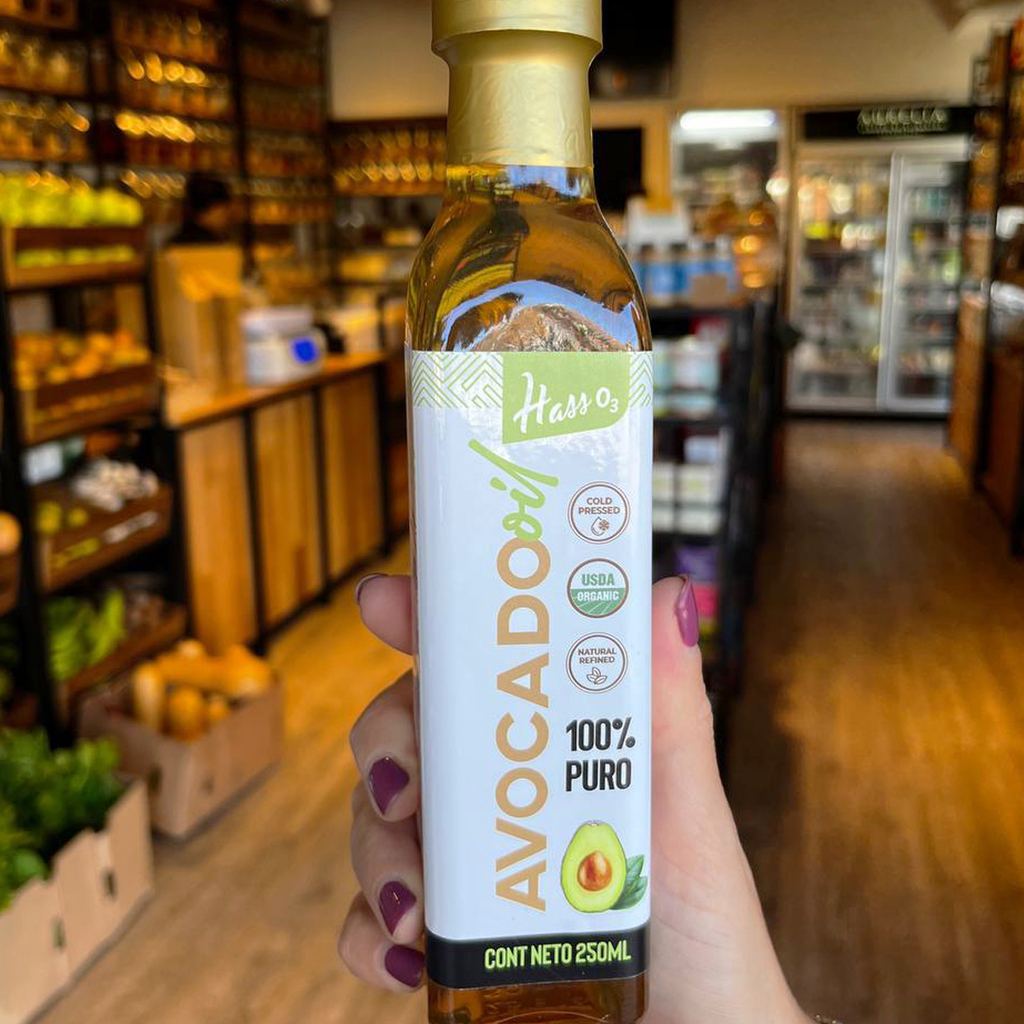 Hass O₃
AVOCADO oil
COLD
PRESSED
USDA
ORGANIC
NATURAL
REFINED
100%
PURO
CONT NETO 250ML